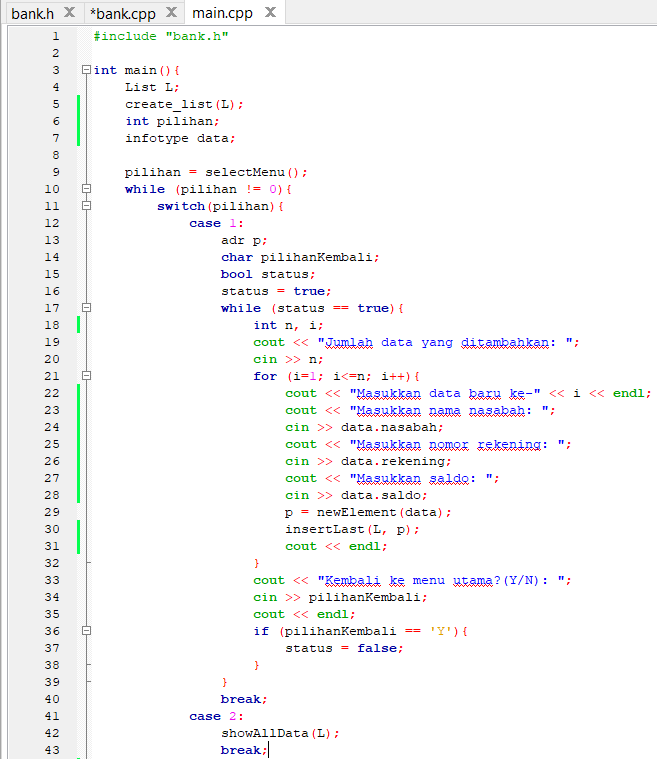 bank.h X *bank.cpp X main.cpp X
1 #include "bank.h"
2
3 int main(){
4     List L;
5     create_list(L);
6     int pilihan;
7     infotype data;
8
9     pilihan = selectMenu();
10     while (pilihan != 0){
11         switch(pilihan){
12             case 1:
13                 adr p;
14                 char pilihanKembali;
15                 bool status;
16                 status = true;
17                 while (status == true){
18                     int n, i;
19                     cout << "Jumlah data yang ditambahkan: ";
20                     cin >> n;
21                     for (i=1; i<=n; i++){
22                         cout << "Masukkan data baru ke-" << i << endl;
23                         cout << "Masukkan nama nasabah: ";
24                         cin >> data.nasabah;
25                         cout << "Masukkan nomor rekening: ";
26                         cin >> data.rekening;
27                         cout << "Masukkan saldo: ";
28                         cin >> data.saldo;
29                         p = newElement(data);
30                         insertLast(L, p);
31                         cout << endl;
32                     }
33                     cout << "Kembali ke menu utama?(Y/N): ";
34                     cin >> pilihanKembali;
35                     cout << endl;
36                     if (pilihanKembali == 'Y'){
37                         status = false;
38                     }
39                 }
40                 break;
41             case 2:
42                 showAllData(L);
43                 break;